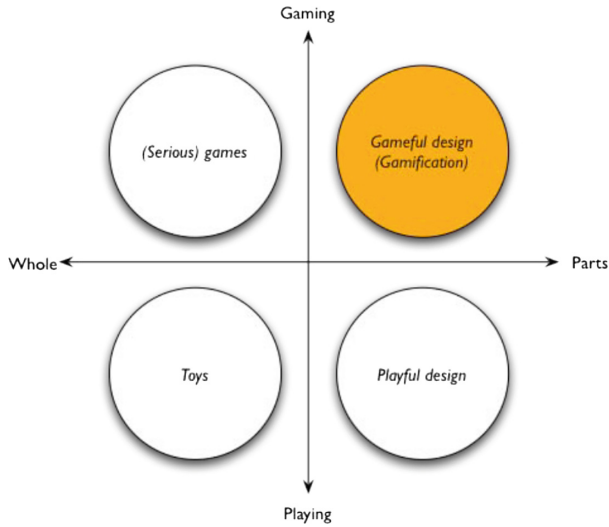 Gaming
(Serious) games
Gameful design
(Gamification)
Whole
Parts
Toys
Playful design
Playing